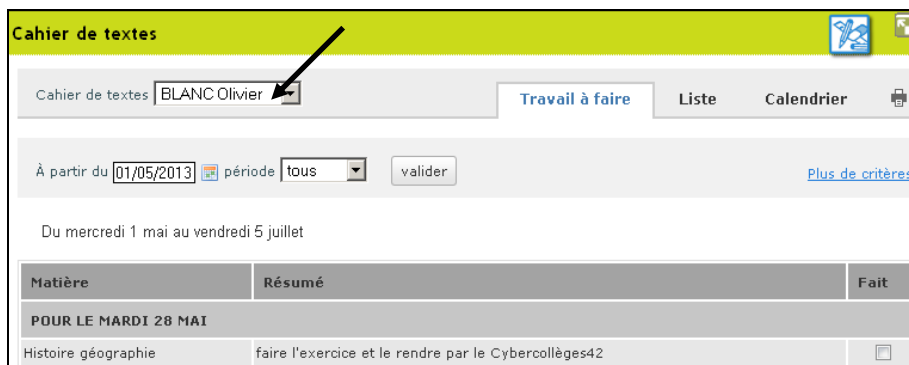 Cahier de textes
Cahier de textes BLANC Olivier Travail à faire Liste Calendrier
À partir du 01/05/2013 période tous valider Plus de critères
Du mercredi 1 mai au vendredi 5 juillet
Matière Résumé Fait
POUR LE MARDI 28 MAI
Histoire géographie faire l'exercice et le rendre par le Cybercollèges42